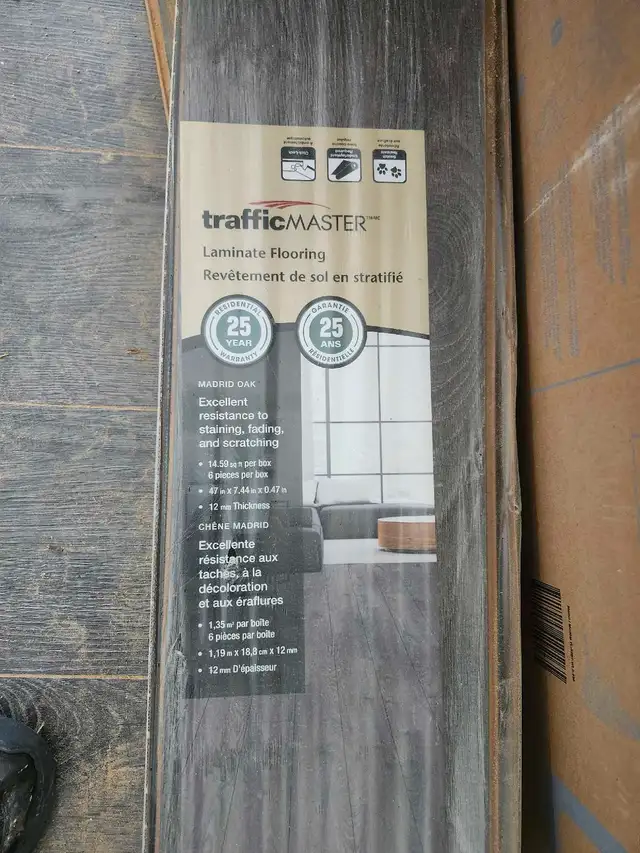 trafficMASTER
Laminate Flooring
Revêtement de sol en stratifié
RESIDENTIAL
25
YEAR
WARRANTY
GARANTIE
25
ANS
RÉSIDENTIELLE
MADRID OAK
Excellent
resistance to
staining, fading,
and scratching
• 14.59 sq ft per box
6 pieces per box
• 47 in x 7.44 in x 0.47 in
• 12 mm Thickness
CHÊNE MADRID
Excellente
résistance aux
taches, à la
décoloration
et aux éraflures
• 1,35 m² par boîte
6 pièces par boîte
• 1,19 m x 18,8 cm x 12 mm
• 12 mm D'épaisseur